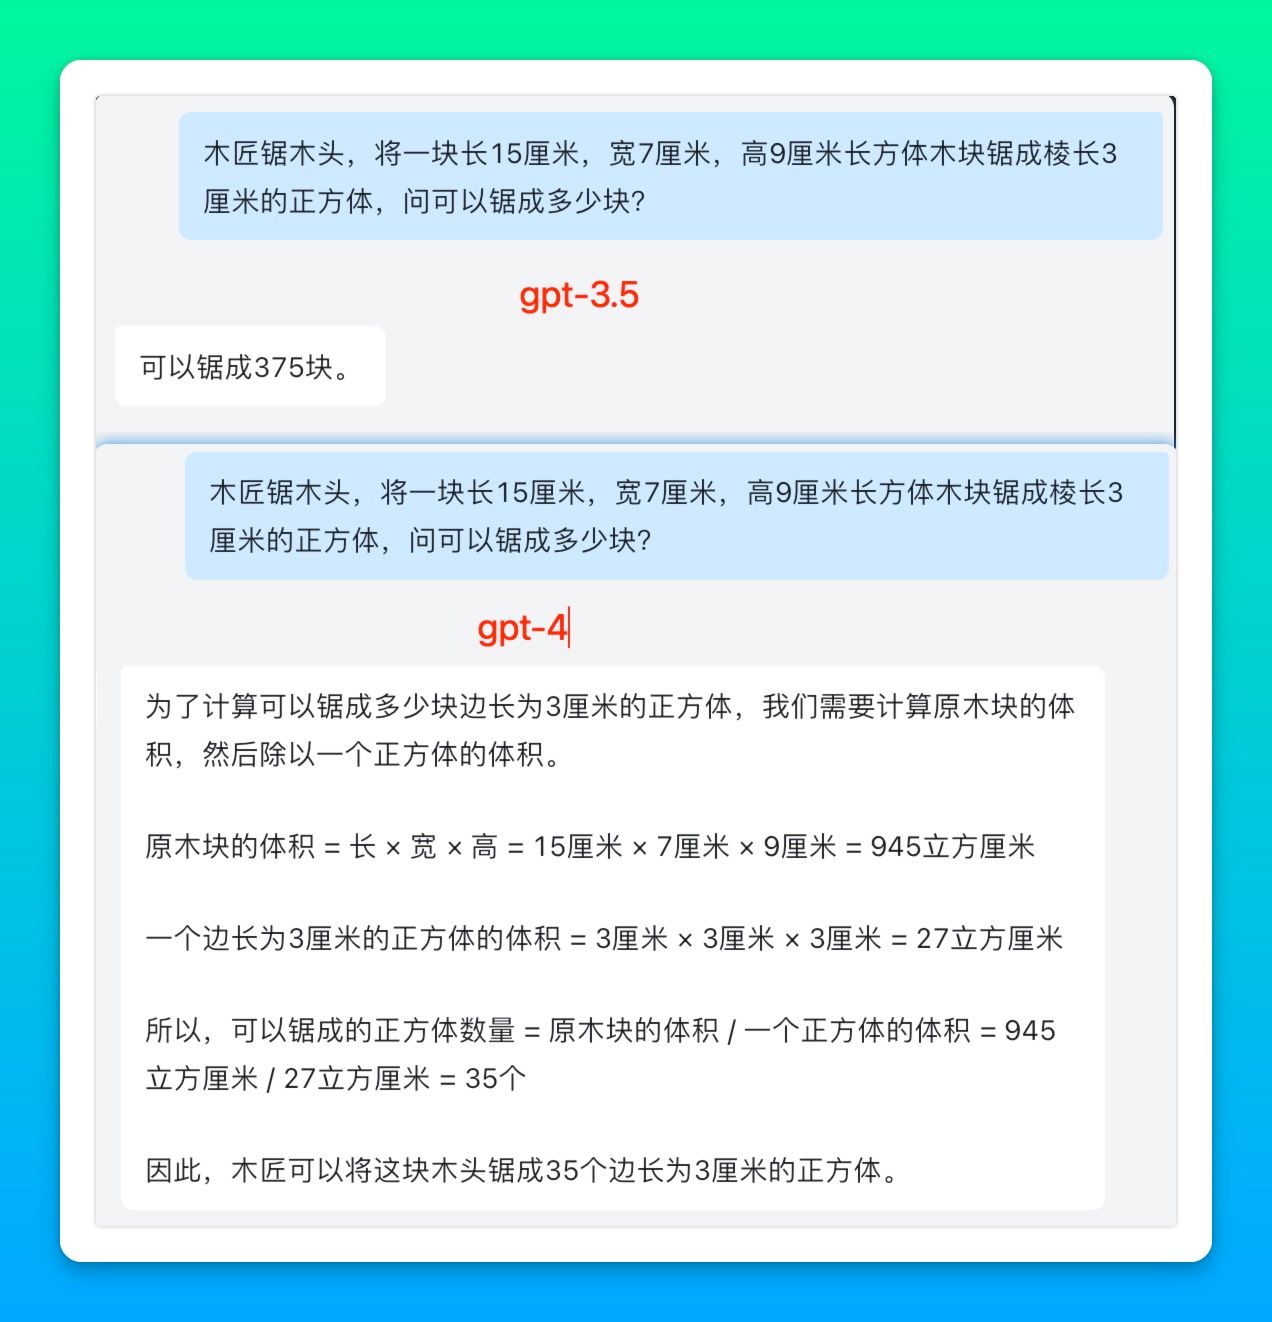 木匠锯木头，将一块长15厘米，宽7厘米，高9厘米长方体木块锯成棱长3
厘米的正方体，问可以锯成多少块?
gpt-3.5
可以锯成375块。
木匠锯木头，将一块长15厘米，宽7厘米，高9厘米长方体木块锯成棱长3
厘米的正方体，问可以锯成多少块?
gpt-4
为了计算可以锯成多少块边长为3厘米的正方体，我们需要计算原木块的体
积，然后除以一个正方体的体积。
原木块的体积 = 长 × 宽 × 高 = 15厘米 × 7厘米 × 9厘米 = 945立方厘米
一个边长为3厘米的正方体的体积 = 3厘米 × 3厘米 × 3厘米 = 27立方厘米
所以，可以锯成的正方体数量 = 原木块的体积 / 一个正方体的体积 = 945
立方厘米 / 27立方厘米 = 35个
因此，木匠可以将这块木头锯成35个边长为3厘米的正方体。